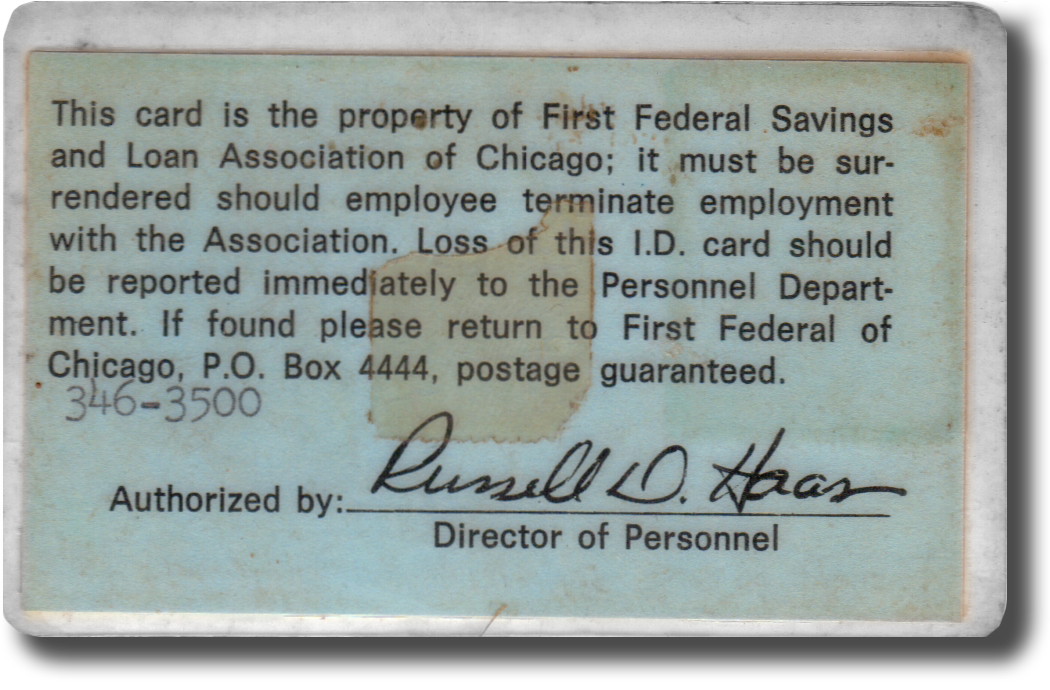 This card is the property of First Federal Savings
and Loan Association of Chicago; it must be sur-
rendered should employee terminate employment
with the Association. Loss of this I.D. card should
be reported immediately to the Personnel Depart-
ment. If found please return to First Federal of
Chicago, P.O. Box 4444, postage guaranteed.
346-3500
Authorized by: Russell D. Haas
Director of Personnel